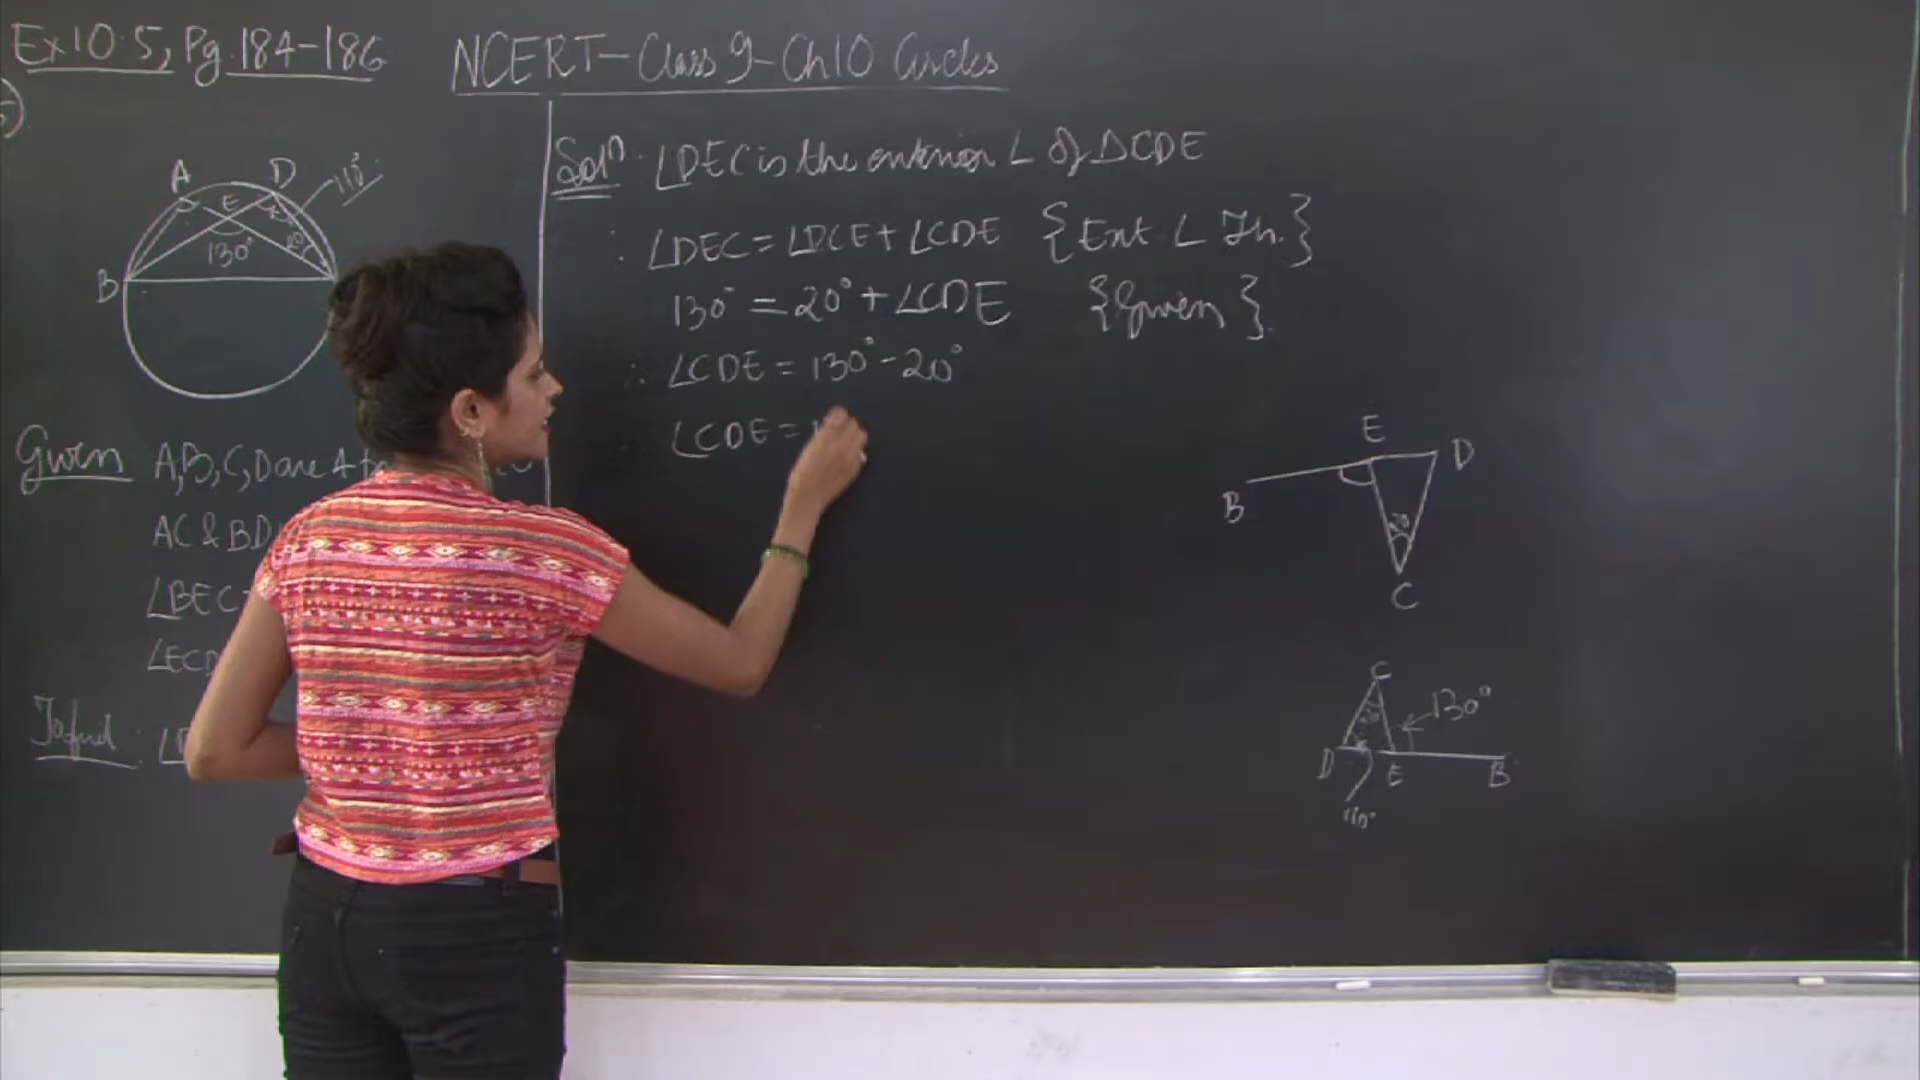 Ex 10.5, Pg. 184-186
NCERT - Class 9 - Ch 10 Circles
A
D
110°
E
130°
20°
B
Given A, B, C, D are 4
AC & BD
∠BEC
∠ECD
To find :
Soln. ∠DEC is the exterior ∠ of ΔCDE
∴ ∠DEC = ∠DCE + ∠CDE {Ext ∠ Th.}
130° = 20° + ∠CDE {Given}
∴ ∠CDE = 130° - 20°
∠CDE =
E
D
B
20
C
C
20
130°
D E B
110°